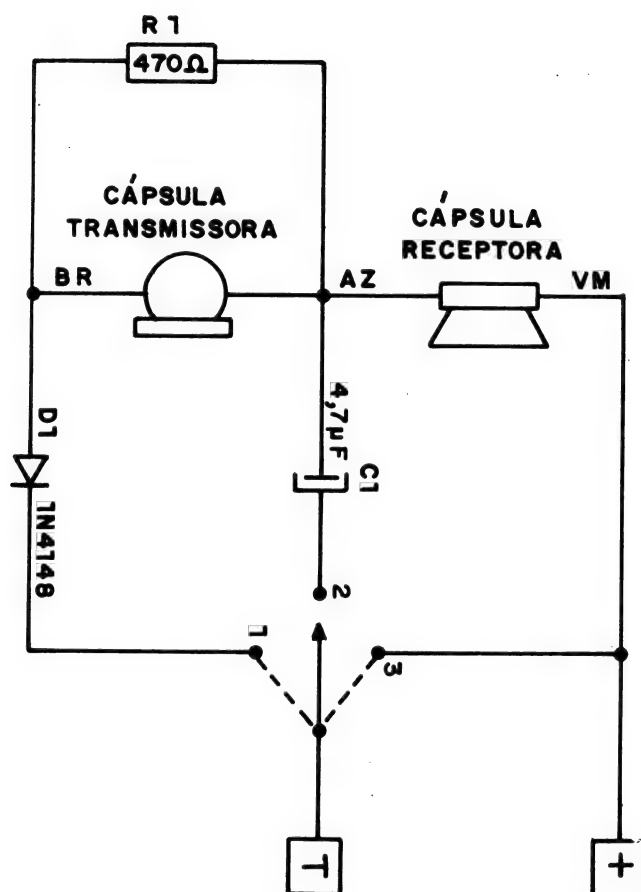 R1
470Ω
CÁPSULA
TRANSMISSORA
CÁPSULA
RECEPTORA
BR
AZ
VM
D1
1N4148
4,7µF
C1
2
1
3
T
+